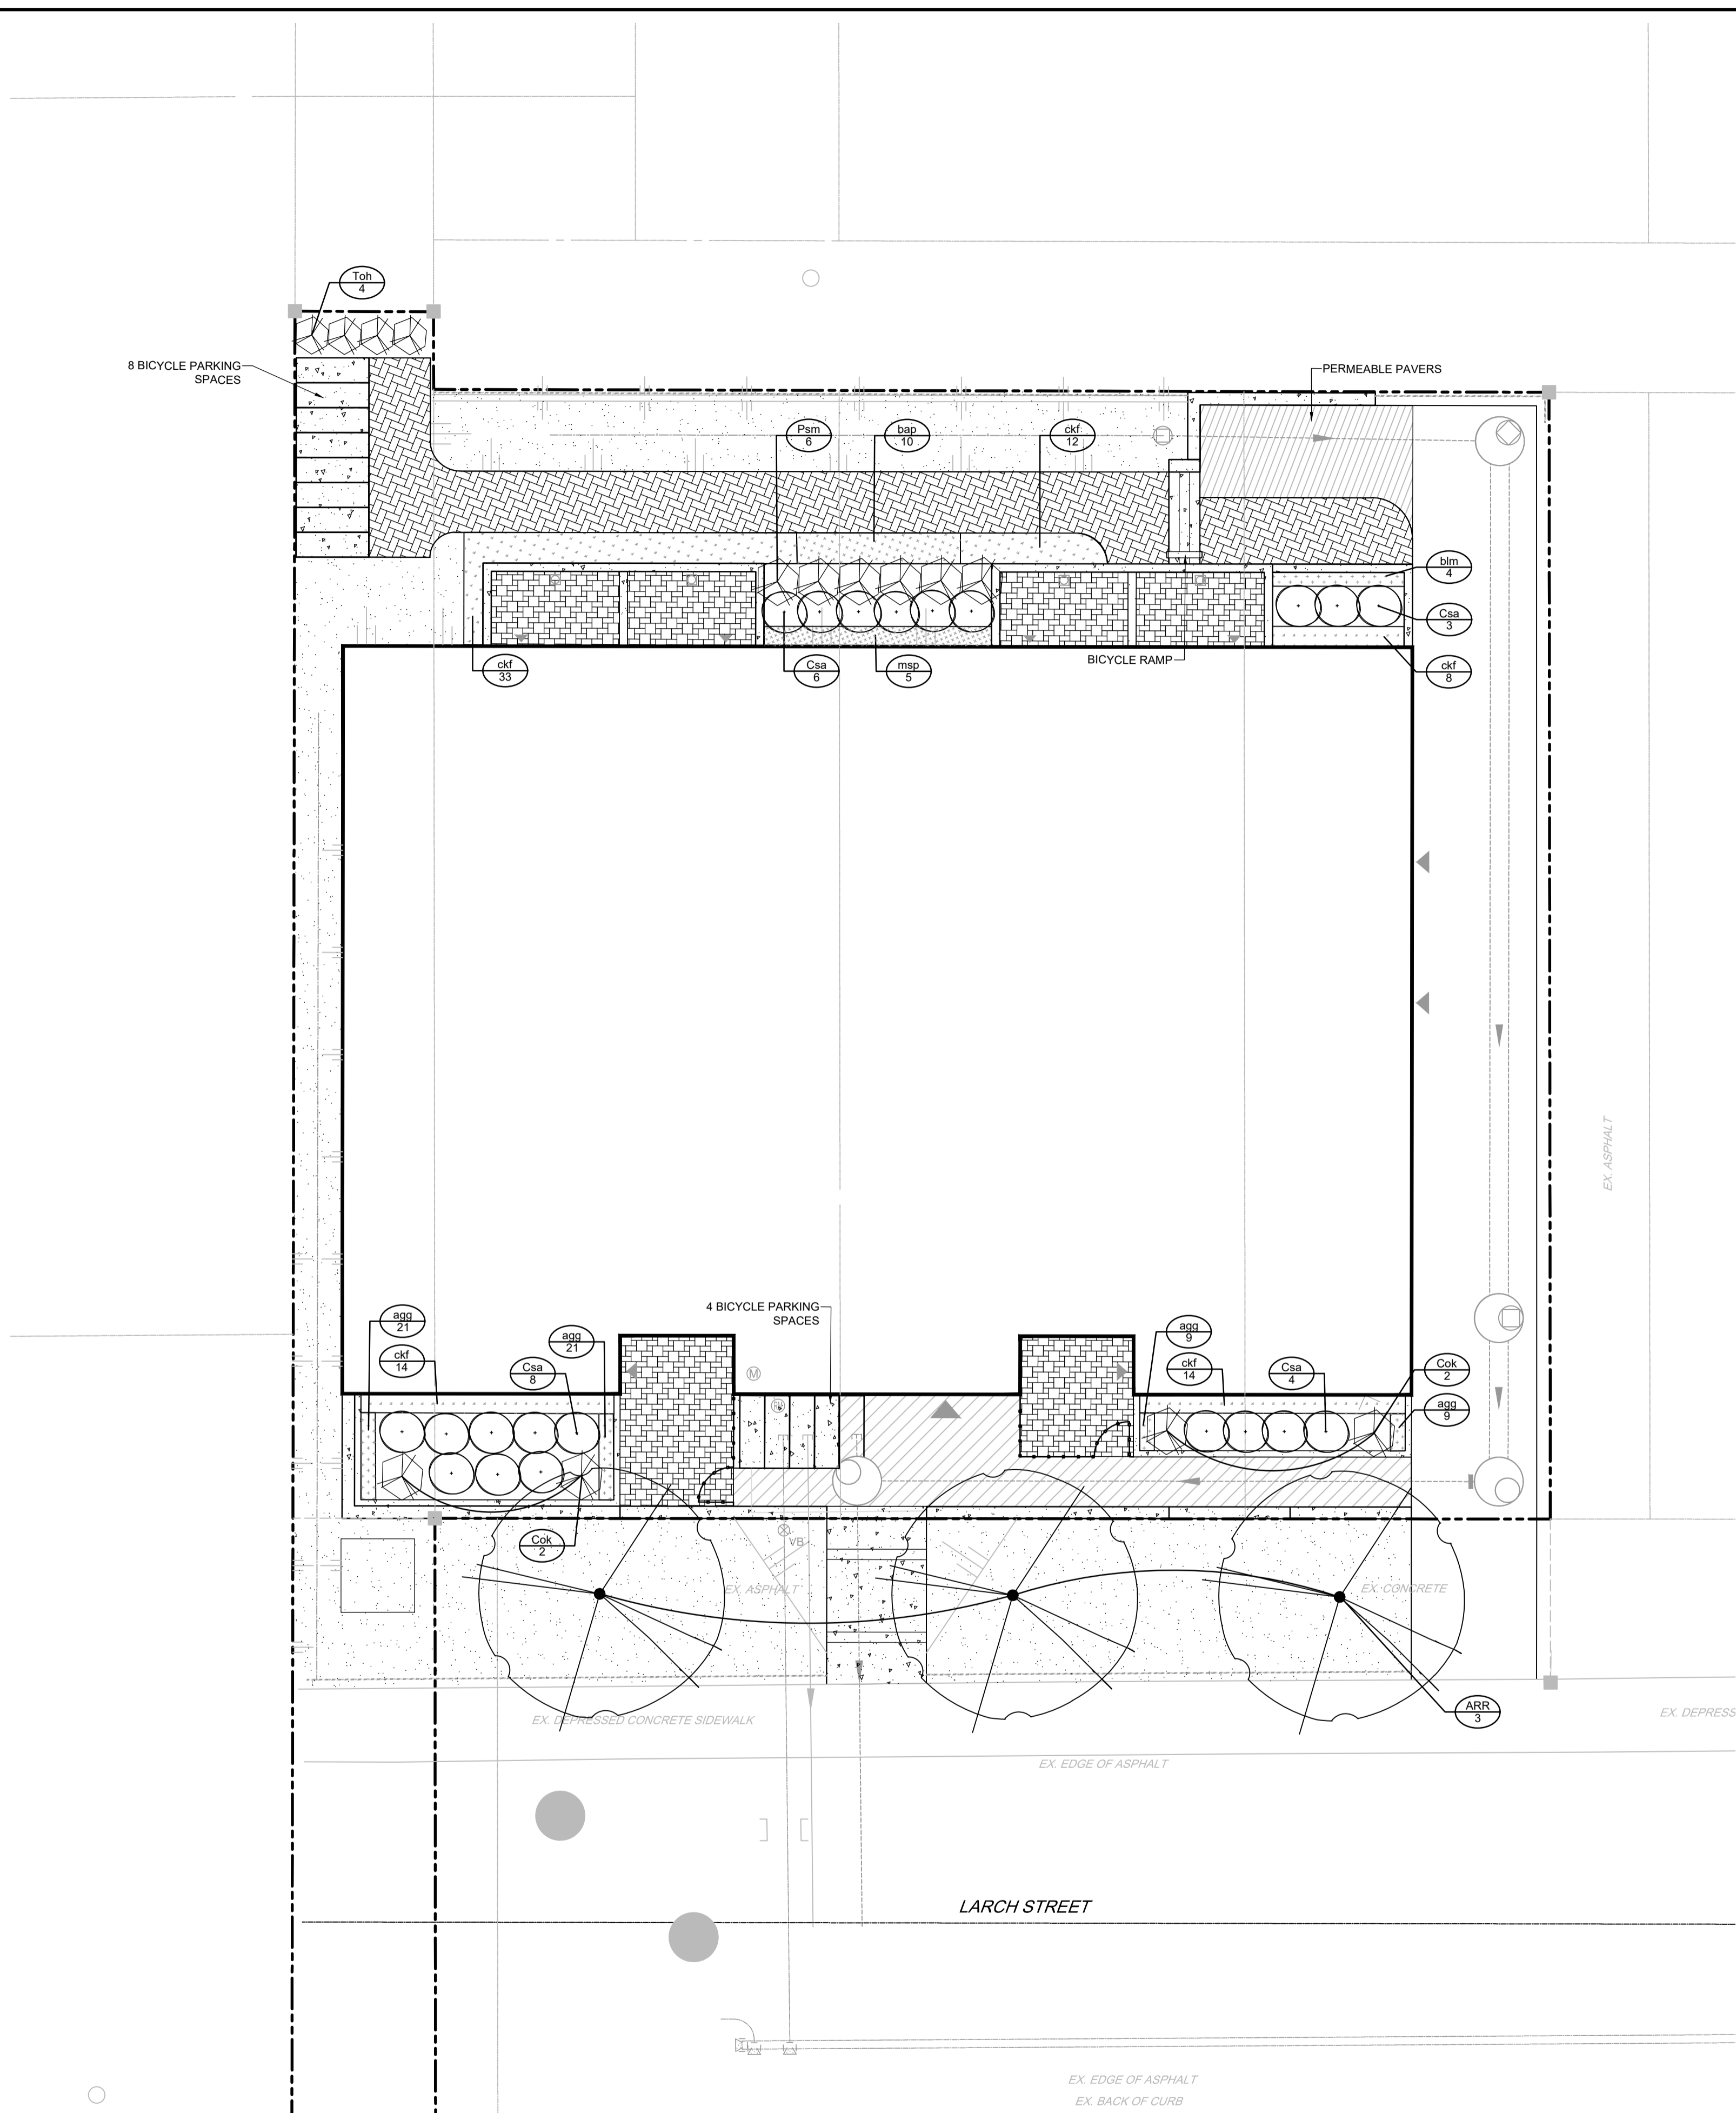 Toh
4
8 BICYCLE PARKING
SPACES
PERMEABLE PAVERS
Psm
6
bap
10
ckf
12
blm
4
Csa
3
ckf
8
ckf
33
Csa
6
msp
5
BICYCLE RAMP
EX. ASPHALT
4 BICYCLE PARKING
SPACES
agg
21
ckf
14
Csa
8
agg
21
M
agg
9
ckf
14
Csa
4
Cok
2
agg
9
Cok
2
VB
EX. ASPHALT
EX. CONCRETE
ARR
3
EX. DEPRESSED CONCRETE SIDEWALK
EX. DEPRESS
EX. EDGE OF ASPHALT
LARCH STREET
EX. EDGE OF ASPHALT
EX. BACK OF CURB